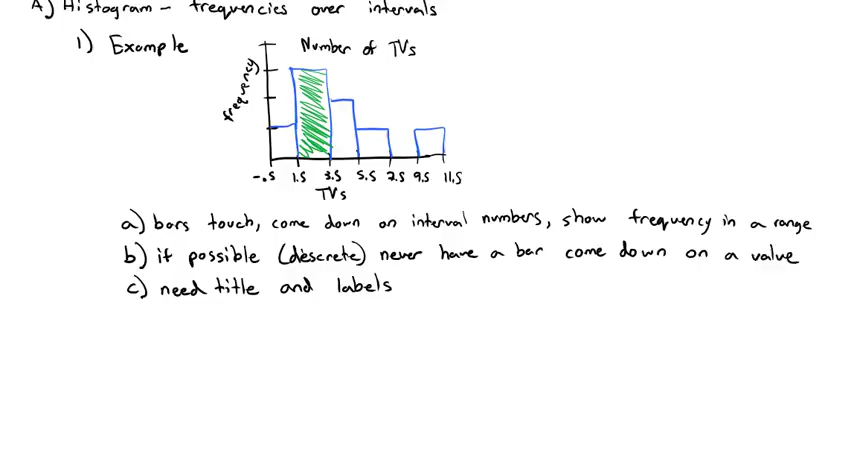 A) Histogram - frequencies over intervals
1) Example
Number of TVs
frequency
-.5 1.5 3.5 5.5 7.5 9.5 11.5
TVs
a) bars touch, come down on interval numbers, show frequency in a range
b) if possible (descrete) never have a bar come down on a value
c) need title and labels